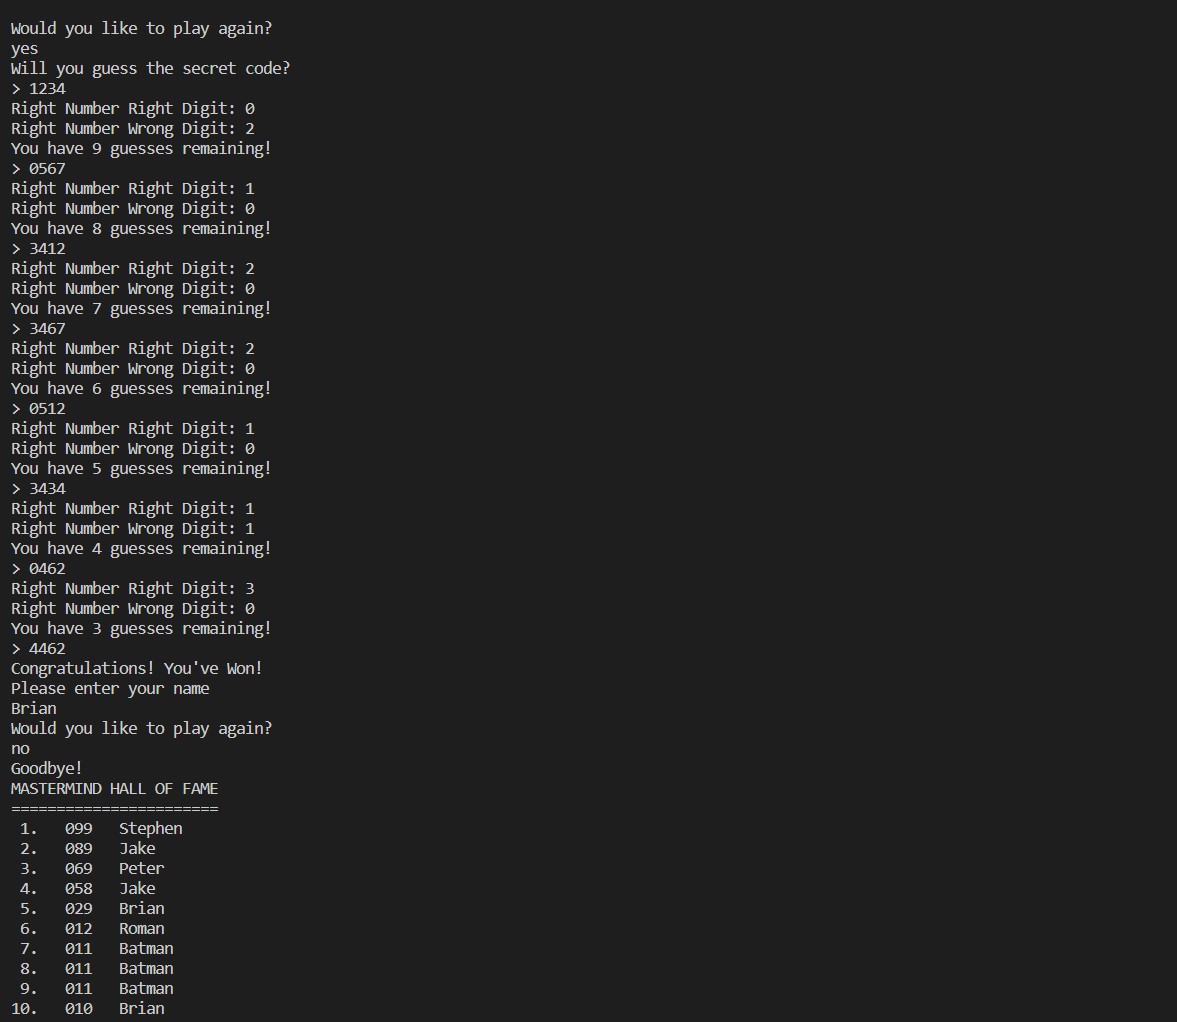 Would you like to play again?
yes
Will you guess the secret code?
> 1234
Right Number Right Digit: 0
Right Number Wrong Digit: 2
You have 9 guesses remaining!
> 0567
Right Number Right Digit: 1
Right Number Wrong Digit: 0
You have 8 guesses remaining!
> 3412
Right Number Right Digit: 2
Right Number Wrong Digit: 0
You have 7 guesses remaining!
> 3467
Right Number Right Digit: 2
Right Number Wrong Digit: 0
You have 6 guesses remaining!
> 0512
Right Number Right Digit: 1
Right Number Wrong Digit: 0
You have 5 guesses remaining!
> 3434
Right Number Right Digit: 1
Right Number Wrong Digit: 1
You have 4 guesses remaining!
> 0462
Right Number Right Digit: 3
Right Number Wrong Digit: 0
You have 3 guesses remaining!
> 4462
Congratulations! You've Won!
Please enter your name
Brian
Would you like to play again?
no
Goodbye!
MASTERMIND HALL OF FAME
=======================
 1.   099   Stephen
 2.   089   Jake
 3.   069   Peter
 4.   058   Jake
 5.   029   Brian
 6.   012   Roman
 7.   011   Batman
 8.   011   Batman
 9.   011   Batman
10.   010   Brian